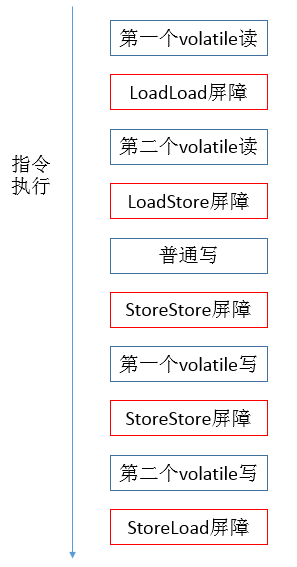 第一个volatile读
LoadLoad屏障
第二个volatile读
指令
执行
LoadStore屏障
普通写
StoreStore屏障
第一个volatile写
StoreStore屏障
第二个volatile写
StoreLoad屏障